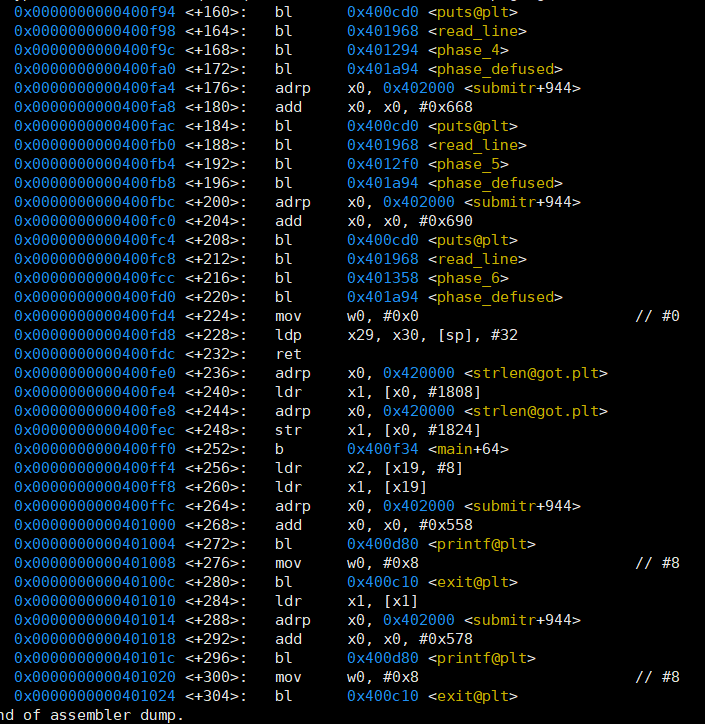 0x0000000000400f94 <+160>: bl 0x400cd0 <puts@plt>
0x0000000000400f98 <+164>: bl 0x401968 <read_line>
0x0000000000400f9c <+168>: bl 0x401294 <phase_4>
0x0000000000400fa0 <+172>: bl 0x401a94 <phase_defused>
0x0000000000400fa4 <+176>: adrp x0, 0x402000 <submitr+944>
0x0000000000400fa8 <+180>: add x0, x0, #0x668
0x0000000000400fac <+184>: bl 0x400cd0 <puts@plt>
0x0000000000400fb0 <+188>: bl 0x401968 <read_line>
0x0000000000400fb4 <+192>: bl 0x4012f0 <phase_5>
0x0000000000400fb8 <+196>: bl 0x401a94 <phase_defused>
0x0000000000400fbc <+200>: adrp x0, 0x402000 <submitr+944>
0x0000000000400fc0 <+204>: add x0, x0, #0x690
0x0000000000400fc4 <+208>: bl 0x400cd0 <puts@plt>
0x0000000000400fc8 <+212>: bl 0x401968 <read_line>
0x0000000000400fcc <+216>: bl 0x401358 <phase_6>
0x0000000000400fd0 <+220>: bl 0x401a94 <phase_defused>
0x0000000000400fd4 <+224>: mov w0, #0x0 // #0
0x0000000000400fd8 <+228>: ldp x29, x30, [sp], #32
0x0000000000400fdc <+232>: ret
0x0000000000400fe0 <+236>: adrp x0, 0x420000 <strlen@got.plt>
0x0000000000400fe4 <+240>: ldr x1, [x0, #1808]
0x0000000000400fe8 <+244>: adrp x0, 0x420000 <strlen@got.plt>
0x0000000000400fec <+248>: str x1, [x0, #1824]
0x0000000000400ff0 <+252>: b 0x400f34 <main+64>
0x0000000000400ff4 <+256>: ldr x2, [x19, #8]
0x0000000000400ff8 <+260>: ldr x1, [x19]
0x0000000000400ffc <+264>: adrp x0, 0x402000 <submitr+944>
0x0000000000401000 <+268>: add x0, x0, #0x558
0x0000000000401004 <+272>: bl 0x400d80 <printf@plt>
0x0000000000401008 <+276>: mov w0, #0x8 // #8
0x000000000040100c <+280>: bl 0x400c10 <exit@plt>
0x0000000000401010 <+284>: ldr x1, [x1]
0x0000000000401014 <+288>: adrp x0, 0x402000 <submitr+944>
0x0000000000401018 <+292>: add x0, x0, #0x578
0x000000000040101c <+296>: bl 0x400d80 <printf@plt>
0x0000000000401020 <+300>: mov w0, #0x8 // #8
0x0000000000401024 <+304>: bl 0x400c10 <exit@plt>
nd of assembler dump.